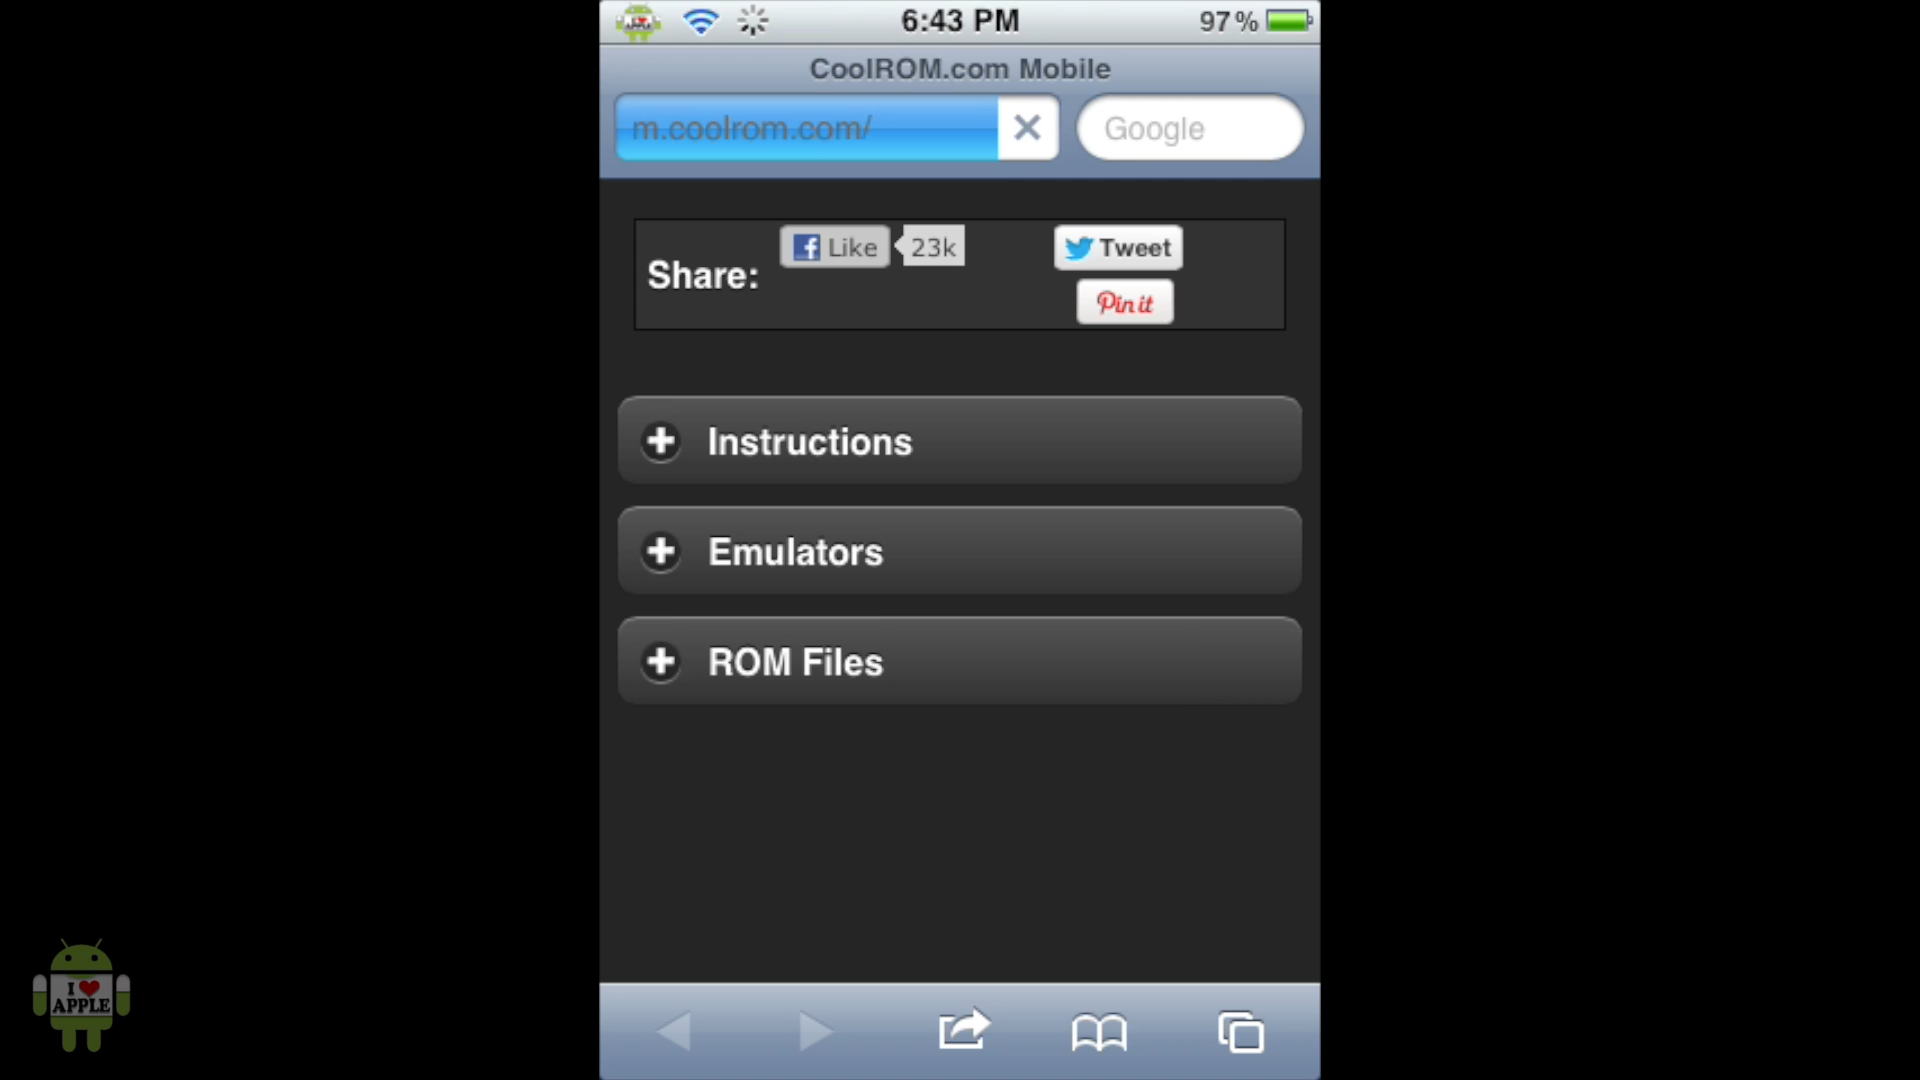 6:43 PM
97%
CoolROM.com Mobile
m.coolrom.com/
Google
Share:
Like
23k
Tweet
Pin it
Instructions
Emulators
ROM Files
I ❤
APPLE